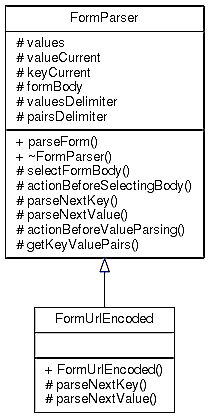 FormParser
# values
# valueCurrent
# keyCurrent
# formBody
# valuesDelimiter
# pairsDelimiter
+ parseForm()
+ ~FormParser()
# selectFormBody()
# actionBeforeSelectingBody()
# parseNextKey()
# parseNextValue()
# actionBeforeValueParsing()
# getKeyValuePairs()
FormUrlEncoded
+ FormUrlEncoded()
# parseNextKey()
# parseNextValue()